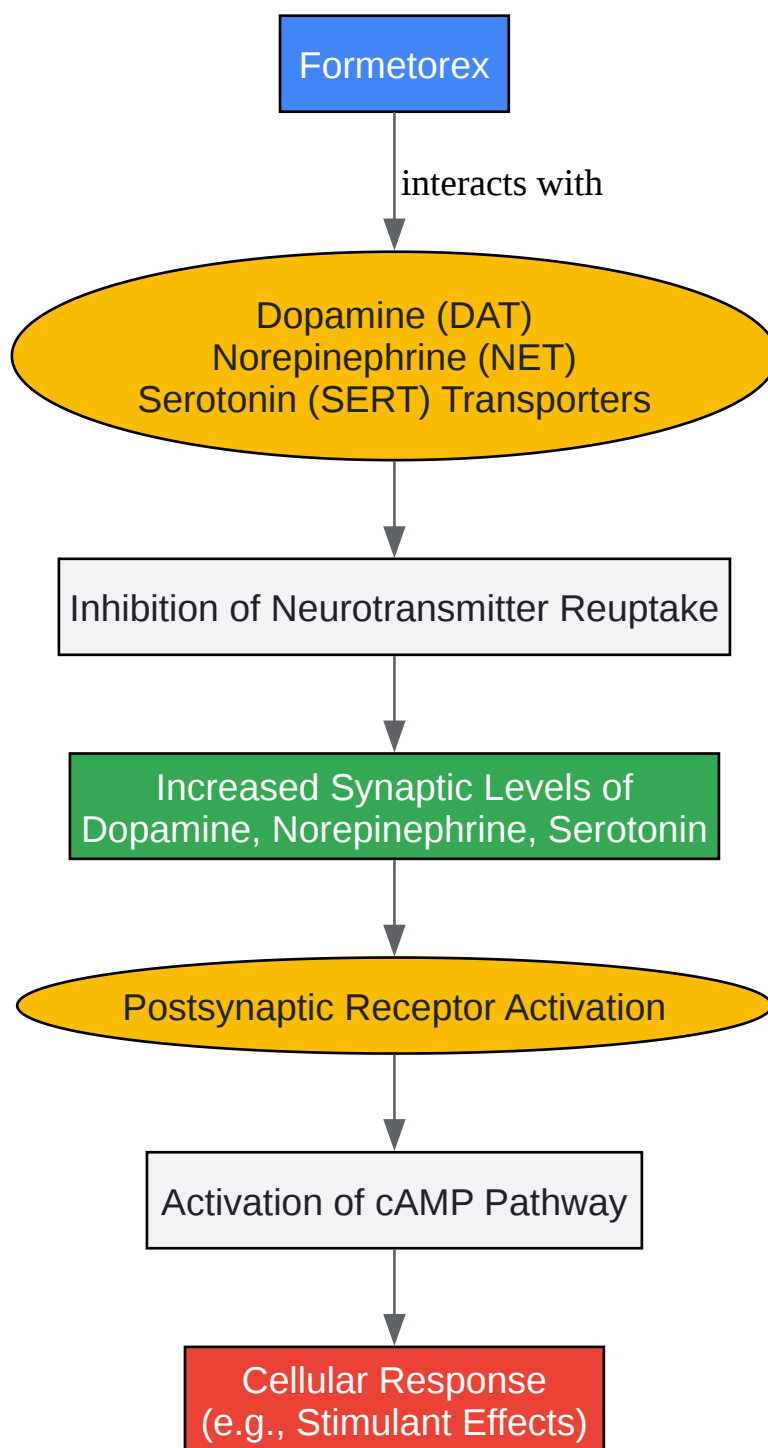 Formetorex
interacts with
Dopamine (DAT)
Norepinephrine (NET)
Serotonin (SERT) Transporters
Inhibition of Neurotransmitter Reuptake
Increased Synaptic Levels of
Dopamine, Norepinephrine, Serotonin
Postsynaptic Receptor Activation
Activation of cAMP Pathway
Cellular Response
(e.g., Stimulant Effects)